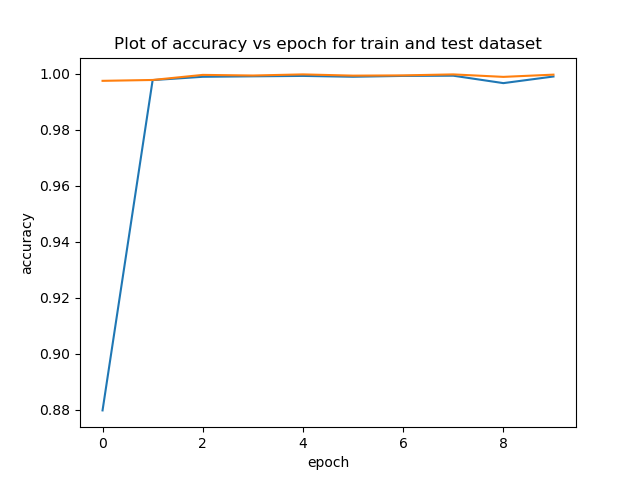 Plot of accuracy vs epoch for train and test dataset
1.00
0.98
0.96
0.94
0.92
0.90
0.88
accuracy
0 2 4 6 8
epoch